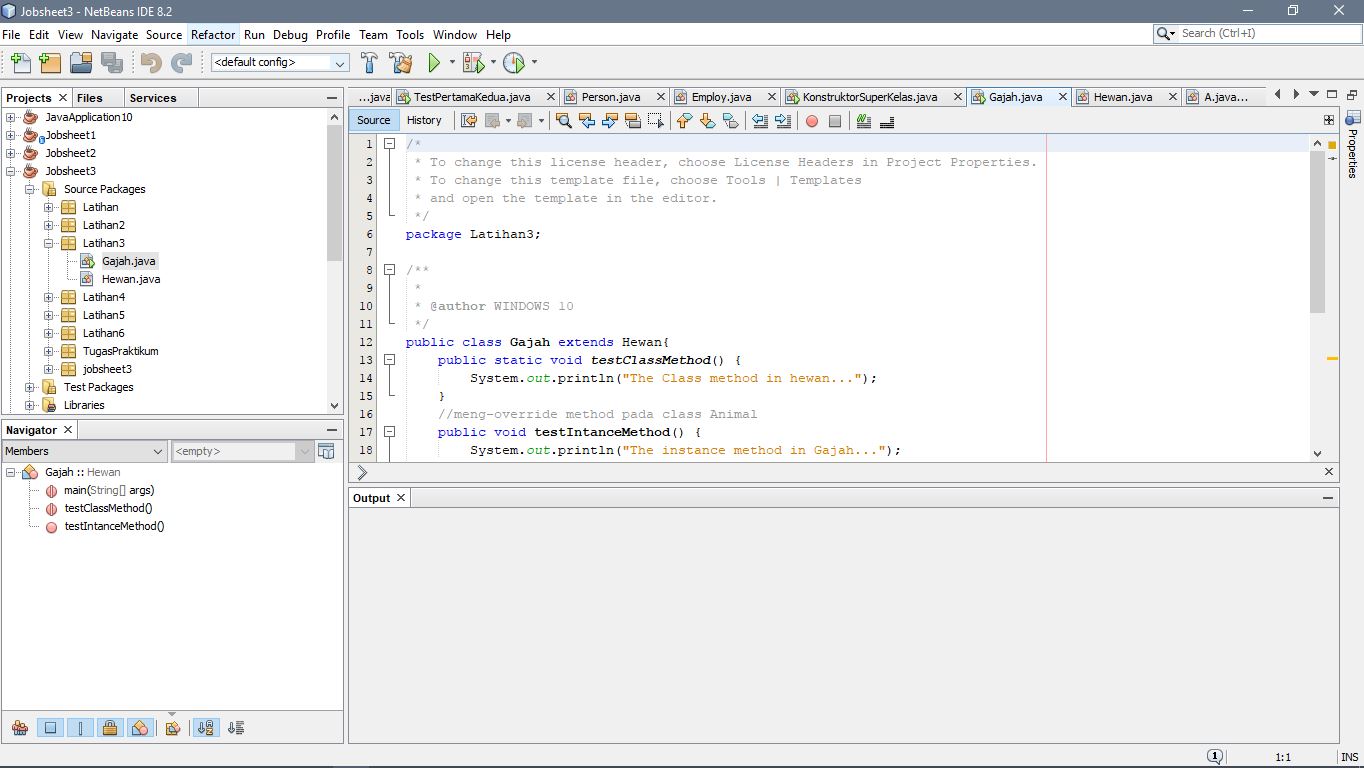 Jobsheet3 - NetBeans IDE 8.2
File Edit View Navigate Source Refactor Run Debug Profile Team Tools Window Help
Search (Ctrl+I)
<default config>
Projects Files Services
JavaApplication10
Jobsheet1
Jobsheet2
Jobsheet3
Source Packages
Latihan
Latihan2
Latihan3
Gajah.java
Hewan.java
Latihan4
Latihan5
Latihan6
TugasPraktikum
jobsheet3
Test Packages
Libraries
Navigator
Members <empty>
Gajah :: Hewan
main(String[] args)
testClassMethod()
testIntanceMethod()
...java TestPertamaKedua.java Person.java Employ.java KonstruktorSuperKelas.java Gajah.java Hewan.java A.java...
Source History
1 /*
2 * To change this license header, choose License Headers in Project Properties.
3 * To change this template file, choose Tools | Templates
4 * and open the template in the editor.
5 */
6 package Latihan3;
7
8 /**
9 *
10 * @author WINDOWS 10
11 */
12 public class Gajah extends Hewan{
13 public static void testClassMethod() {
14 System.out.println("The Class method in hewan...");
15 }
16 //meng-override method pada class Animal
17 public void testIntanceMethod() {
18 System.out.println("The instance method in Gajah...");
Output
Properties
1 1:1 INS